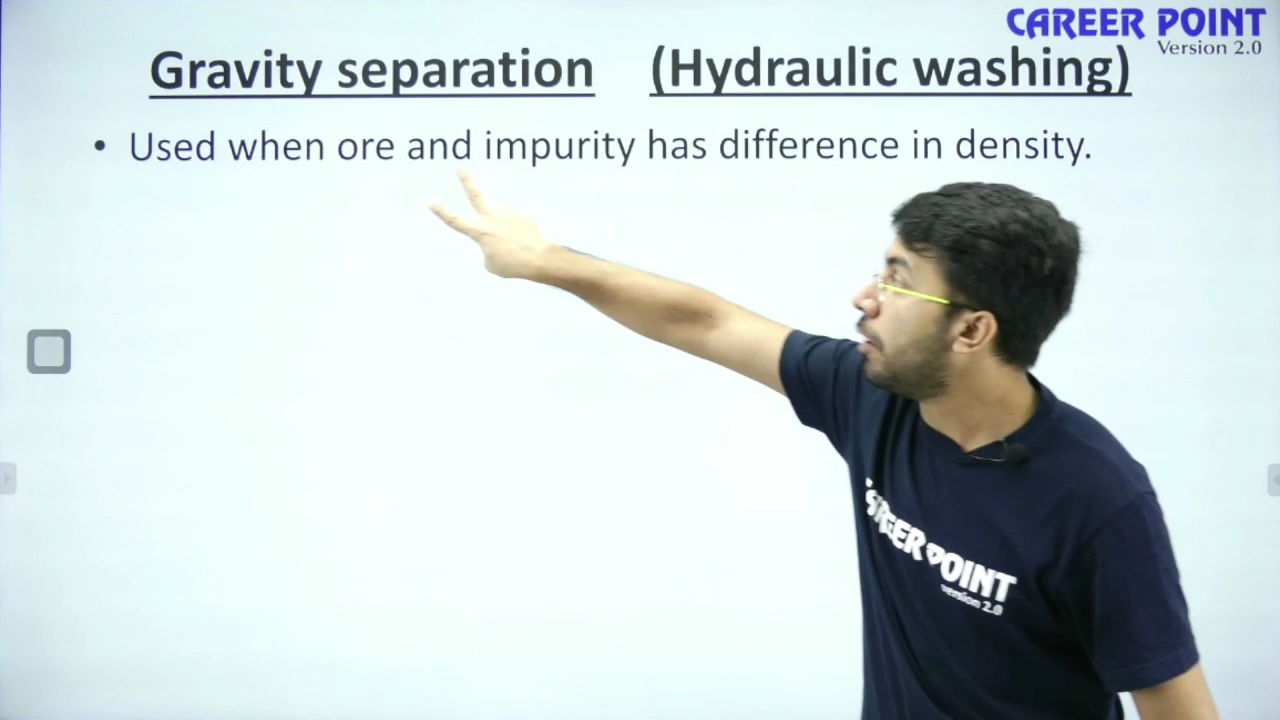 CAREER POINT
Version 2.0
Gravity separation (Hydraulic washing)
• Used when ore and impurity has difference in density.
CAREER POINT
version 2.0